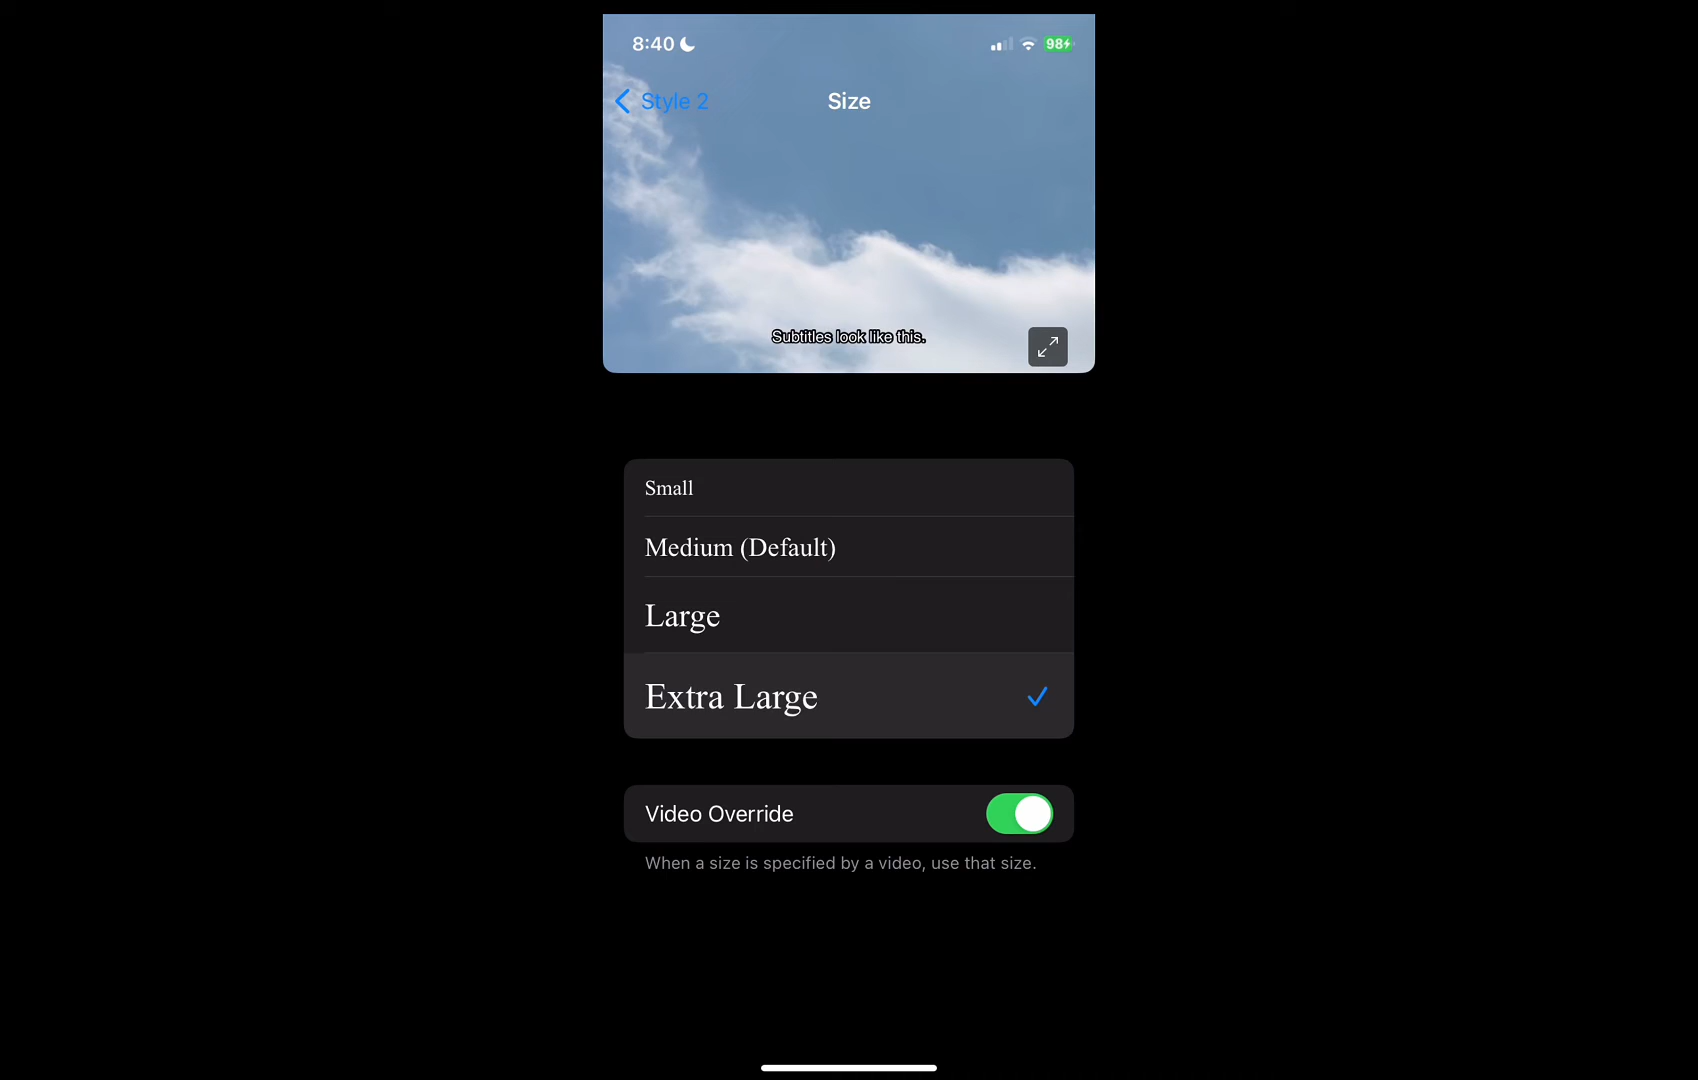 8:40
98
Style 2
Size
Subtitles look like this.
Small
Medium (Default)
Large
Extra Large
Video Override
When a size is specified by a video, use that size.